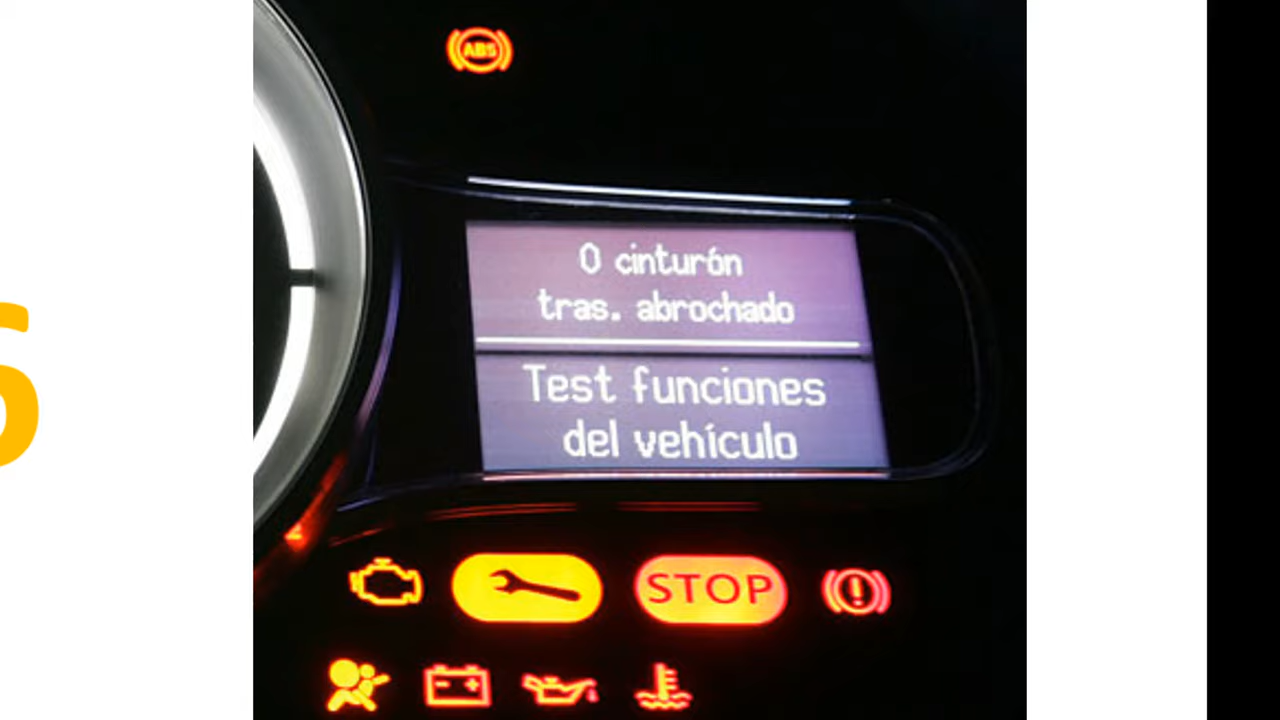 ABS
0 cinturón
tras. abrochado
Test funciones
del vehículo
STOP